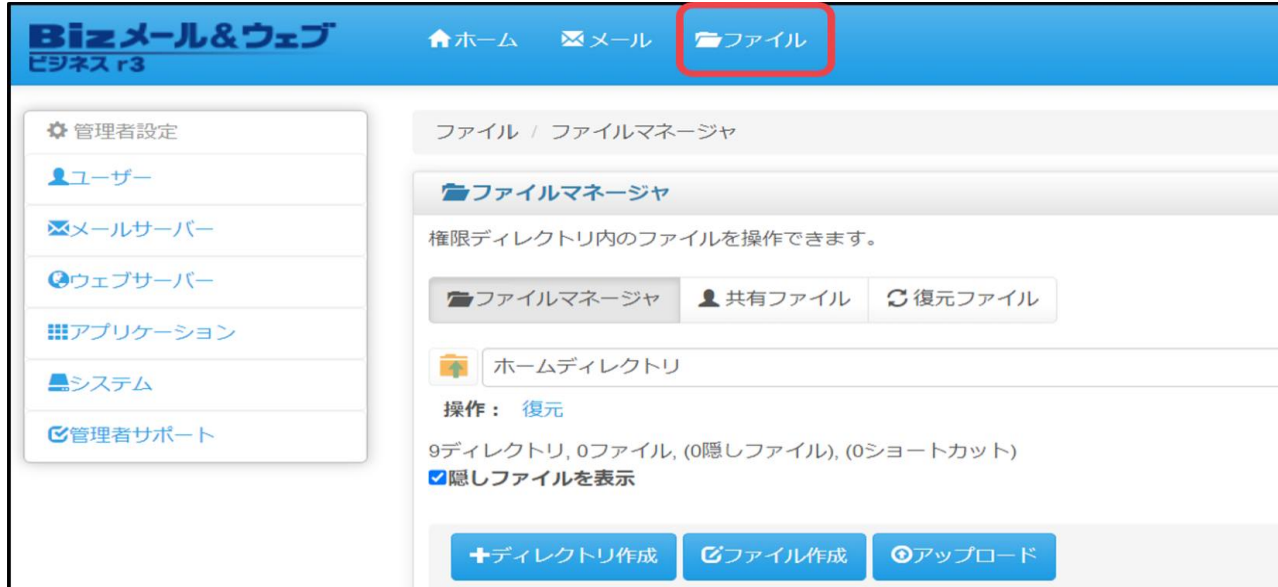 Bizメール&ウェブ
ビジネス r3
ホーム メール ファイル
管理者設定
ユーザー
メールサーバー
ウェブサーバー
アプリケーション
システム
管理者サポート
ファイル / ファイルマネージャ
ファイルマネージャ
権限ディレクトリ内のファイルを操作できます。
ファイルマネージャ 共有ファイル 復元ファイル
ホームディレクトリ
操作： 復元
9ディレクトリ, 0ファイル, (0隠しファイル), (0ショートカット)
隠しファイルを表示
ディレクトリ作成 ファイル作成 アップロード